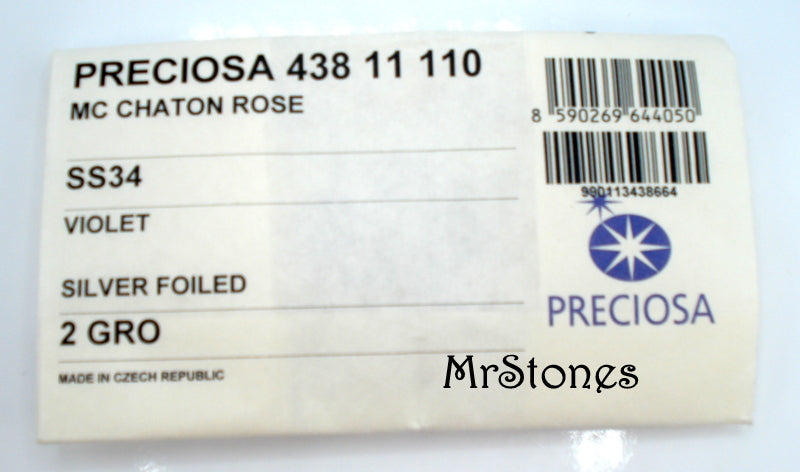 PRECIOSA 438 11 110
MC CHATON ROSE
SS34
VIOLET
SILVER FOILED
2 GRO
MADE IN CZECH REPUBLIC
8 590269 644050
990113438664
PRECIOSA
MrStones